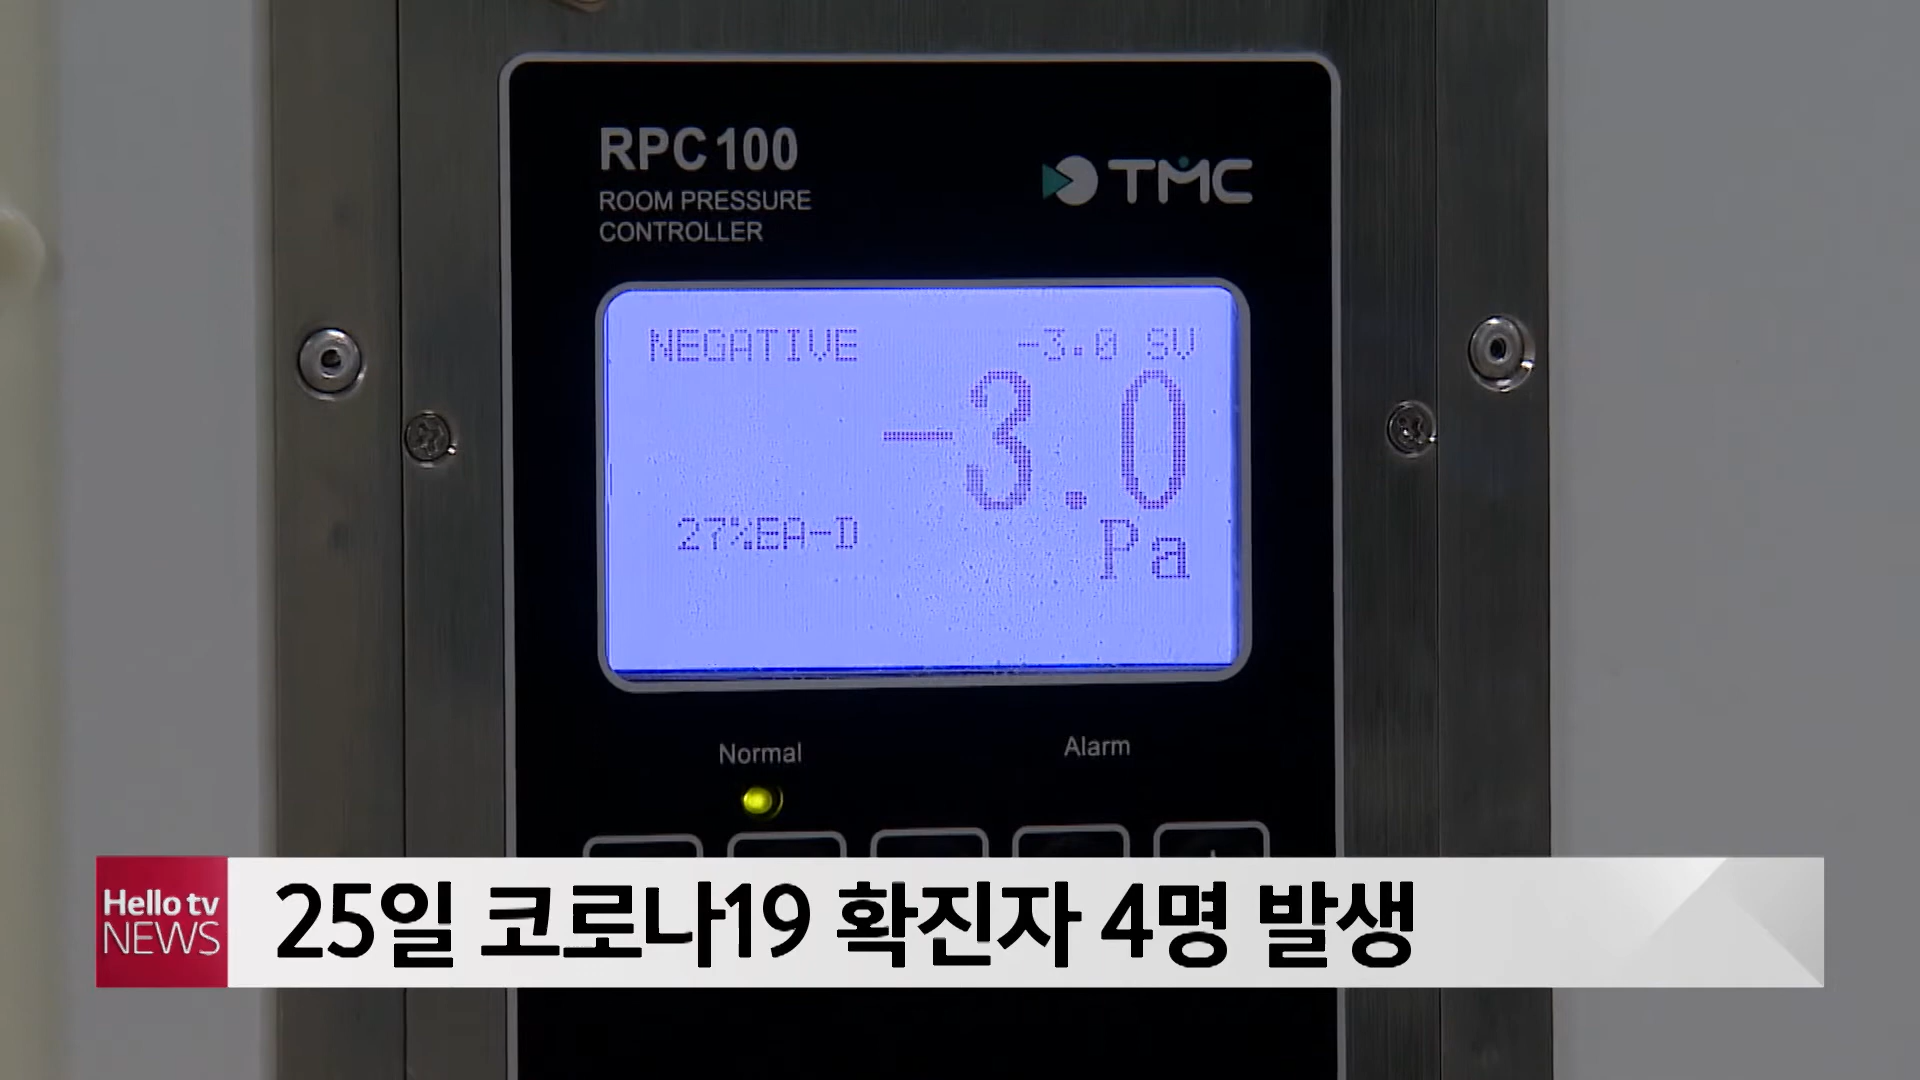 RPC100
ROOM PRESSURE
CONTROLLER
TMC
NEGATIVE -3.0 SV
-3.0
27%EA-D
Pa
Normal
Alarm
Hello tv
NEWS
25일 코로나19 확진자 4명 발생